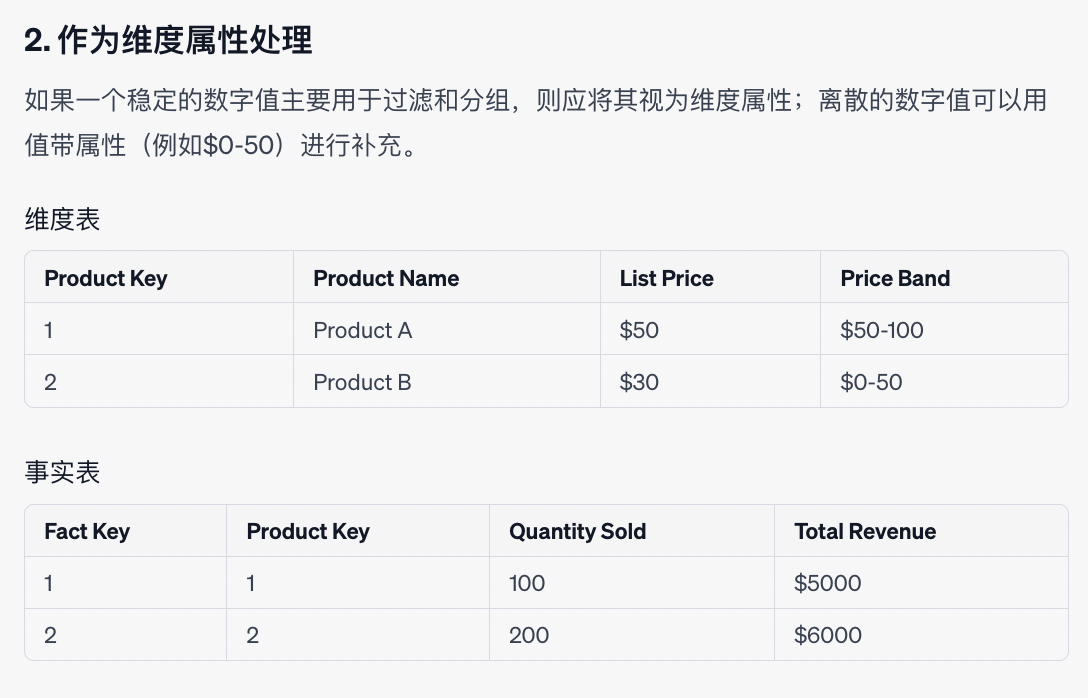 2. 作为维度属性处理
如果一个稳定的数字值主要用于过滤和分组，则应将其视为维度属性；离散的数字值可以用
值带属性（例如$0-50）进行补充。
维度表
Product Key Product Name List Price Price Band
1 Product A $50 $50-100
2 Product B $30 $0-50
事实表
Fact Key Product Key Quantity Sold Total Revenue
1 1 100 $5000
2 2 200 $6000